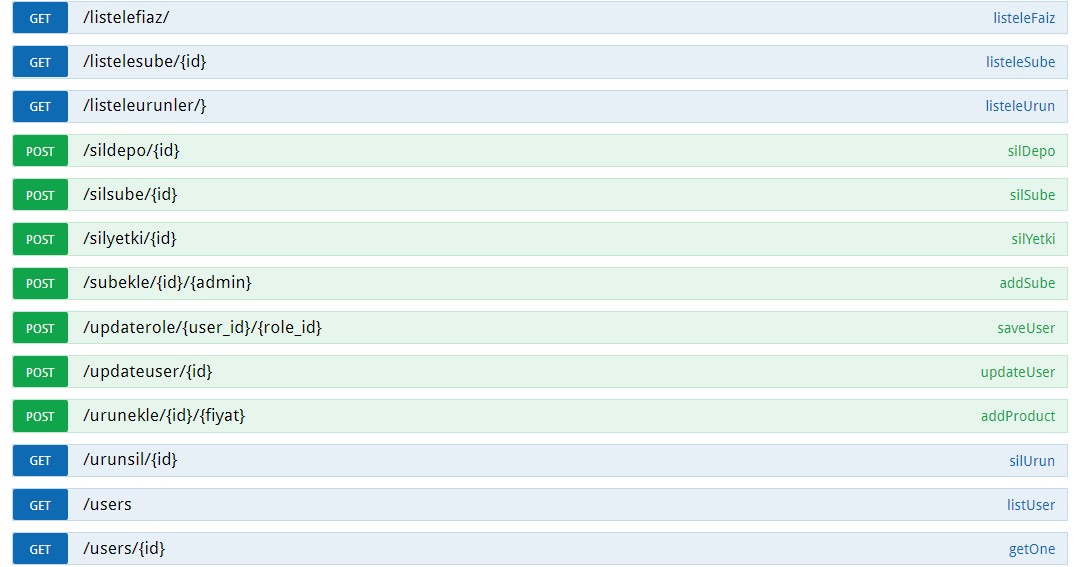 GET /listelefiaz/ listeleFaiz
GET /listelesube/{id} listeleSube
GET /listeleurunler/} listeleUrun
POST /sildepo/{id} silDepo
POST /silsube/{id} silSube
POST /silyetki/{id} silYetki
POST /subekle/{id}/{admin} addSube
POST /updaterole/{user_id}/{role_id} saveUser
POST /updateuser/{id} updateUser
POST /urunekle/{id}/{fiyat} addProduct
GET /urunsil/{id} silUrun
GET /users listUser
GET /users/{id} getOne